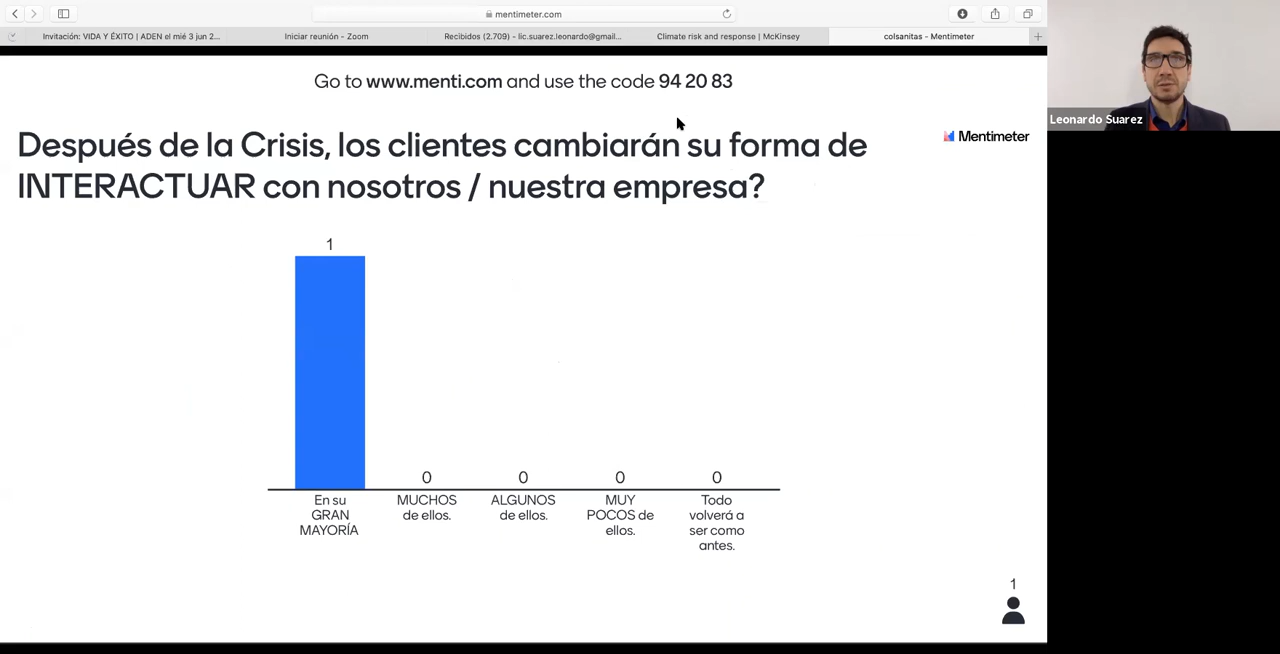 mentimeter.com
Invitación: VIDA Y ÉXITO | ADEN el mié 3 jun 2...
Iniciar reunión - Zoom
Recibidos (2.709) - lic.suarez.leonardo@gmail...
Climate risk and response | McKinsey
colsanitas - Mentimeter
Go to www.menti.com and use the code 94 20 83
Leonardo Suarez
Mentimeter
Después de la Crisis, los clientes cambiarán su forma de
INTERACTUAR con nosotros / nuestra empresa?
1
0
0
0
0
En su
GRAN
MAYORÍA
MUCHOS
de ellos.
ALGUNOS
de ellos.
MUY
POCOS de
ellos.
Todo
volverá a
ser como
antes.
1